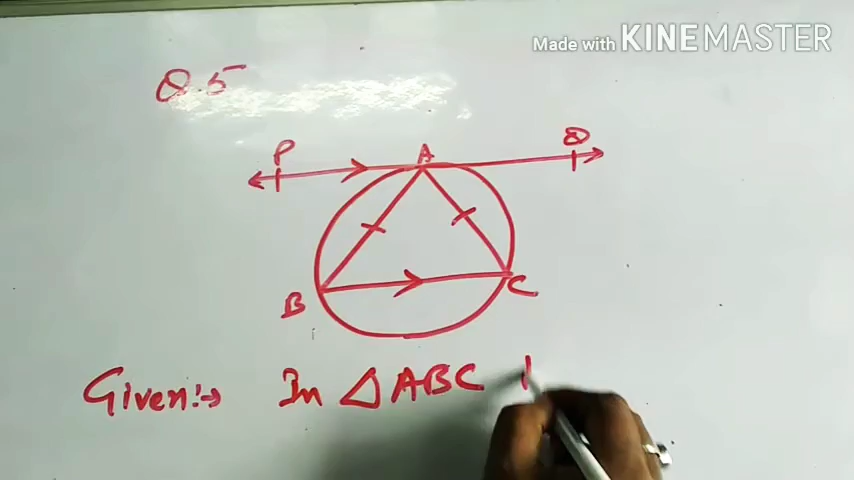 Made with KINEMASTER
Q.5
P A Q
B C
Given:→ In △ABC